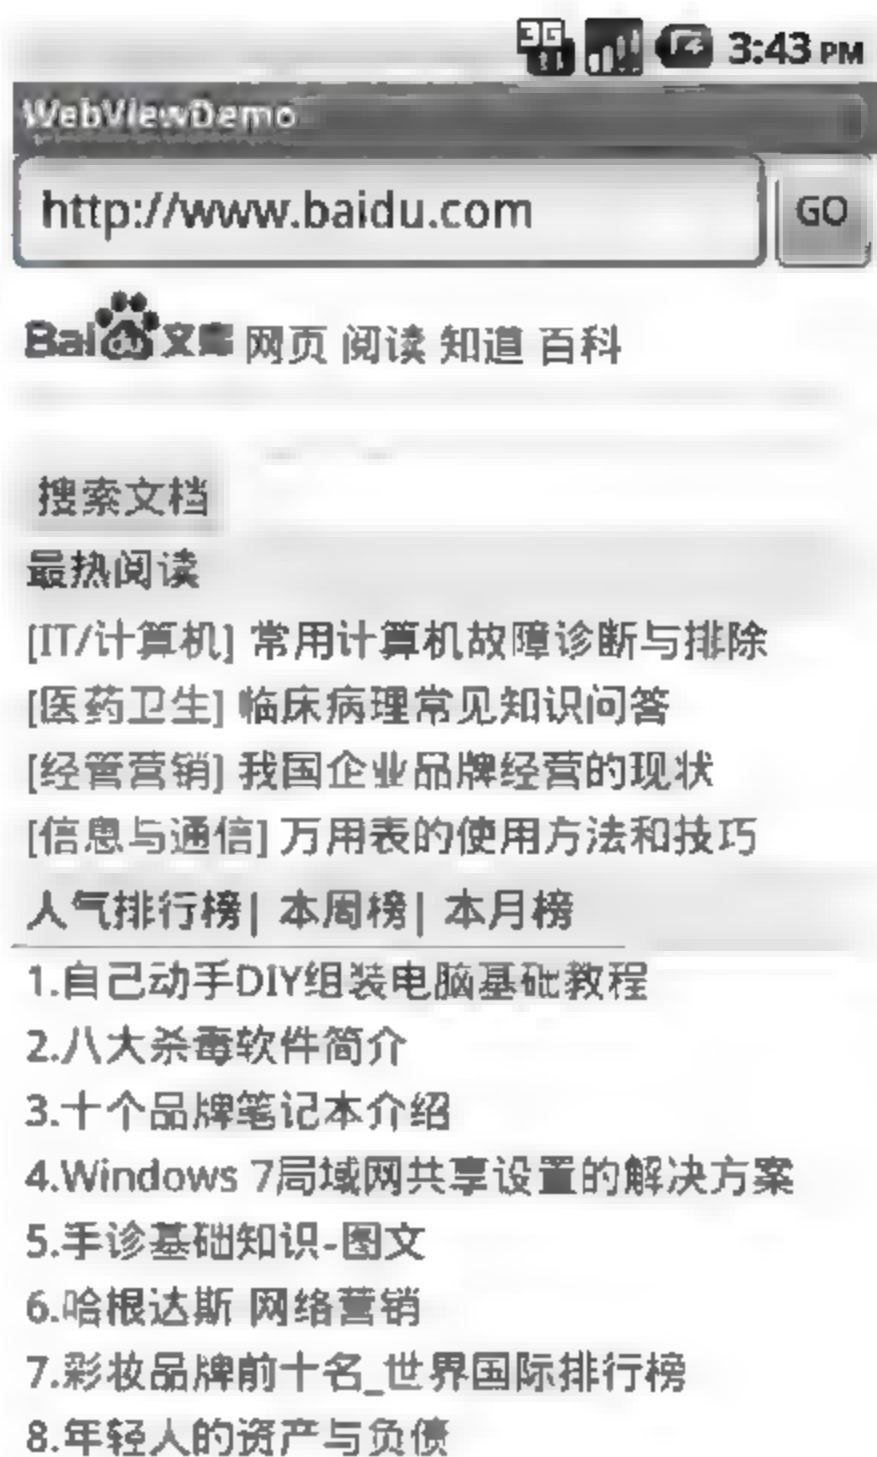 3G 3:43 PM
WebViewDemo
http://www.baidu.com GO
Bai du 文库 网页 阅读 知道 百科
搜索文档
最热阅读
[IT/计算机] 常用计算机故障诊断与排除
[医药卫生] 临床病理常见知识问答
[经管营销] 我国企业品牌经营的现状
[信息与通信] 万用表的使用方法和技巧
人气排行榜| 本周榜| 本月榜
1.自己动手DIY组装电脑基础教程
2.八大杀毒软件简介
3.十个品牌笔记本介绍
4.Windows 7局域网共享设置的解决方案
5.手诊基础知识-图文
6.哈根达斯 网络营销
7.彩妆品牌前十名_世界国际排行榜
8.年轻人的资产与负债